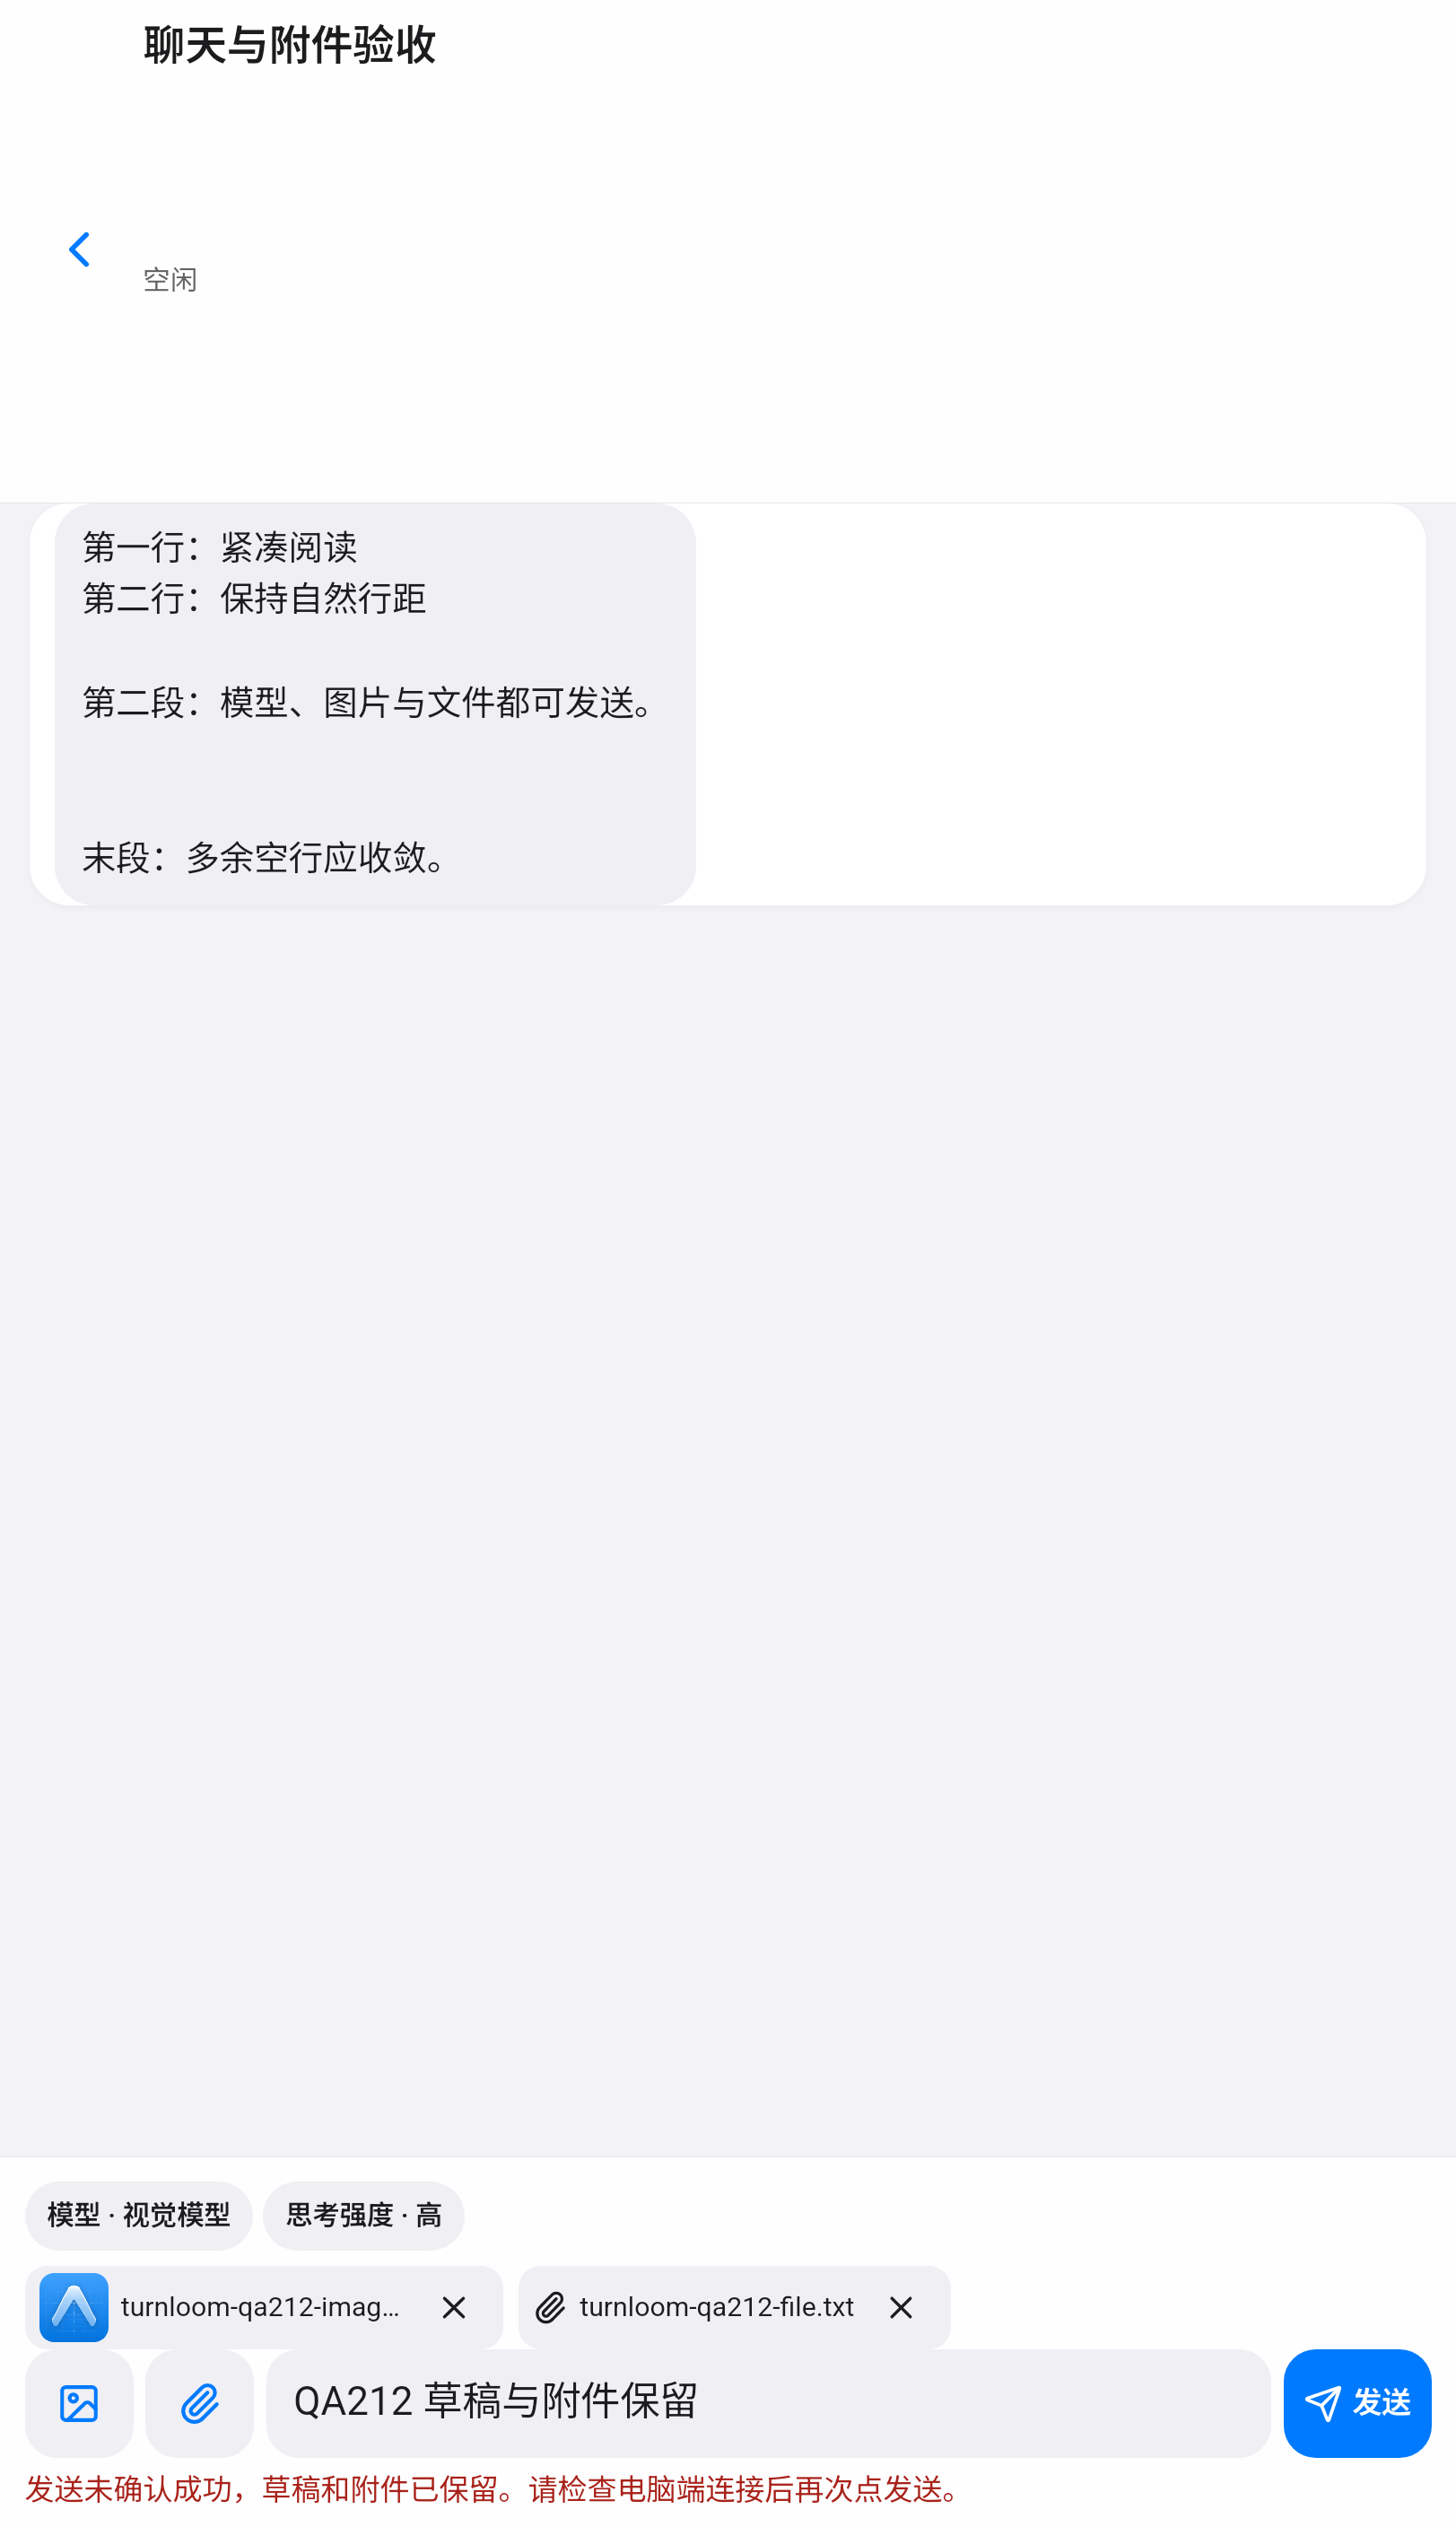 聊天与附件验收
空闲
第一行：紧凑阅读
第二行：保持自然行距
第二段：模型、图片与文件都可发送。
末段：多余空行应收敛。
模型 · 视觉模型
思考强度 · 高
turnloom-qa212-imag...
turnloom-qa212-file.txt
QA212 草稿与附件保留
发送
发送未确认成功，草稿和附件已保留。请检查电脑端连接后再次点发送。